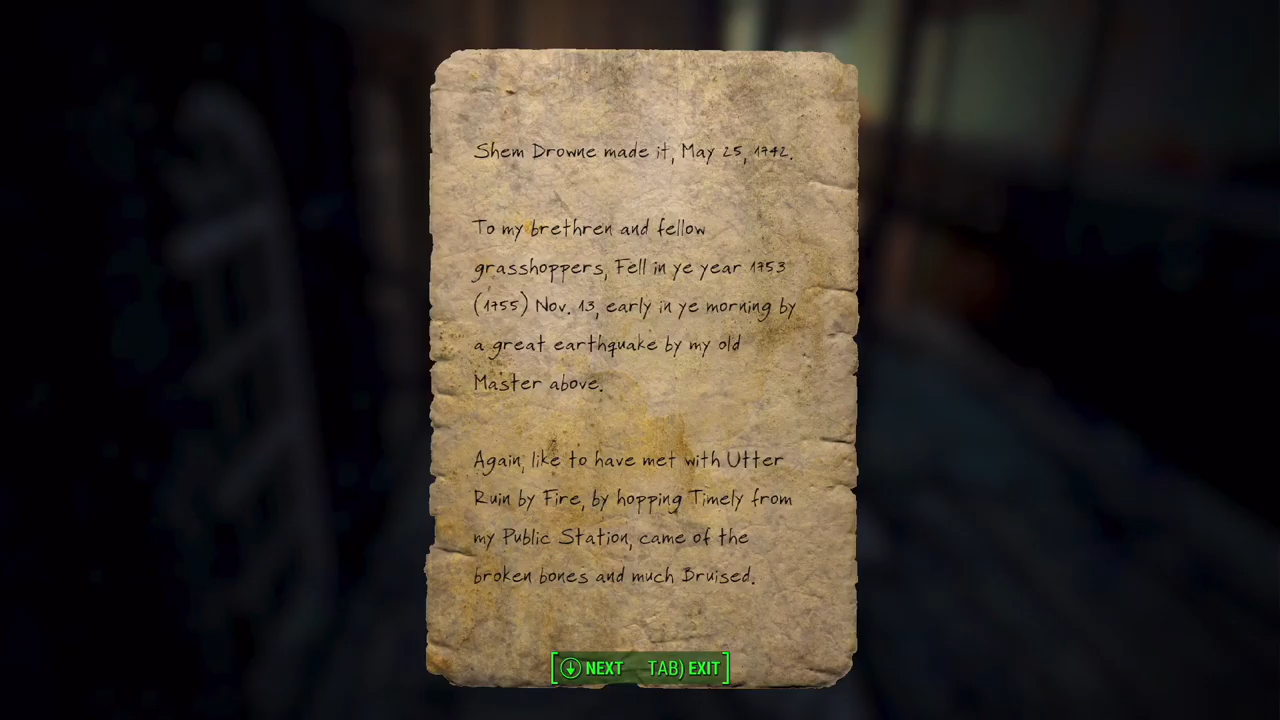 Shem Drowne made it, May 25, 1742.
To my brethren and fellow
grasshoppers, Fell in ye year 1753
(1755) Nov. 13, early in ye morning by
a great earthquake by my old
Master above.
Again, like to have met with Utter
Ruin by Fire, by hopping Timely from
my Public Station, came of the
broken bones and much Bruised.
NEXT TAB) EXIT